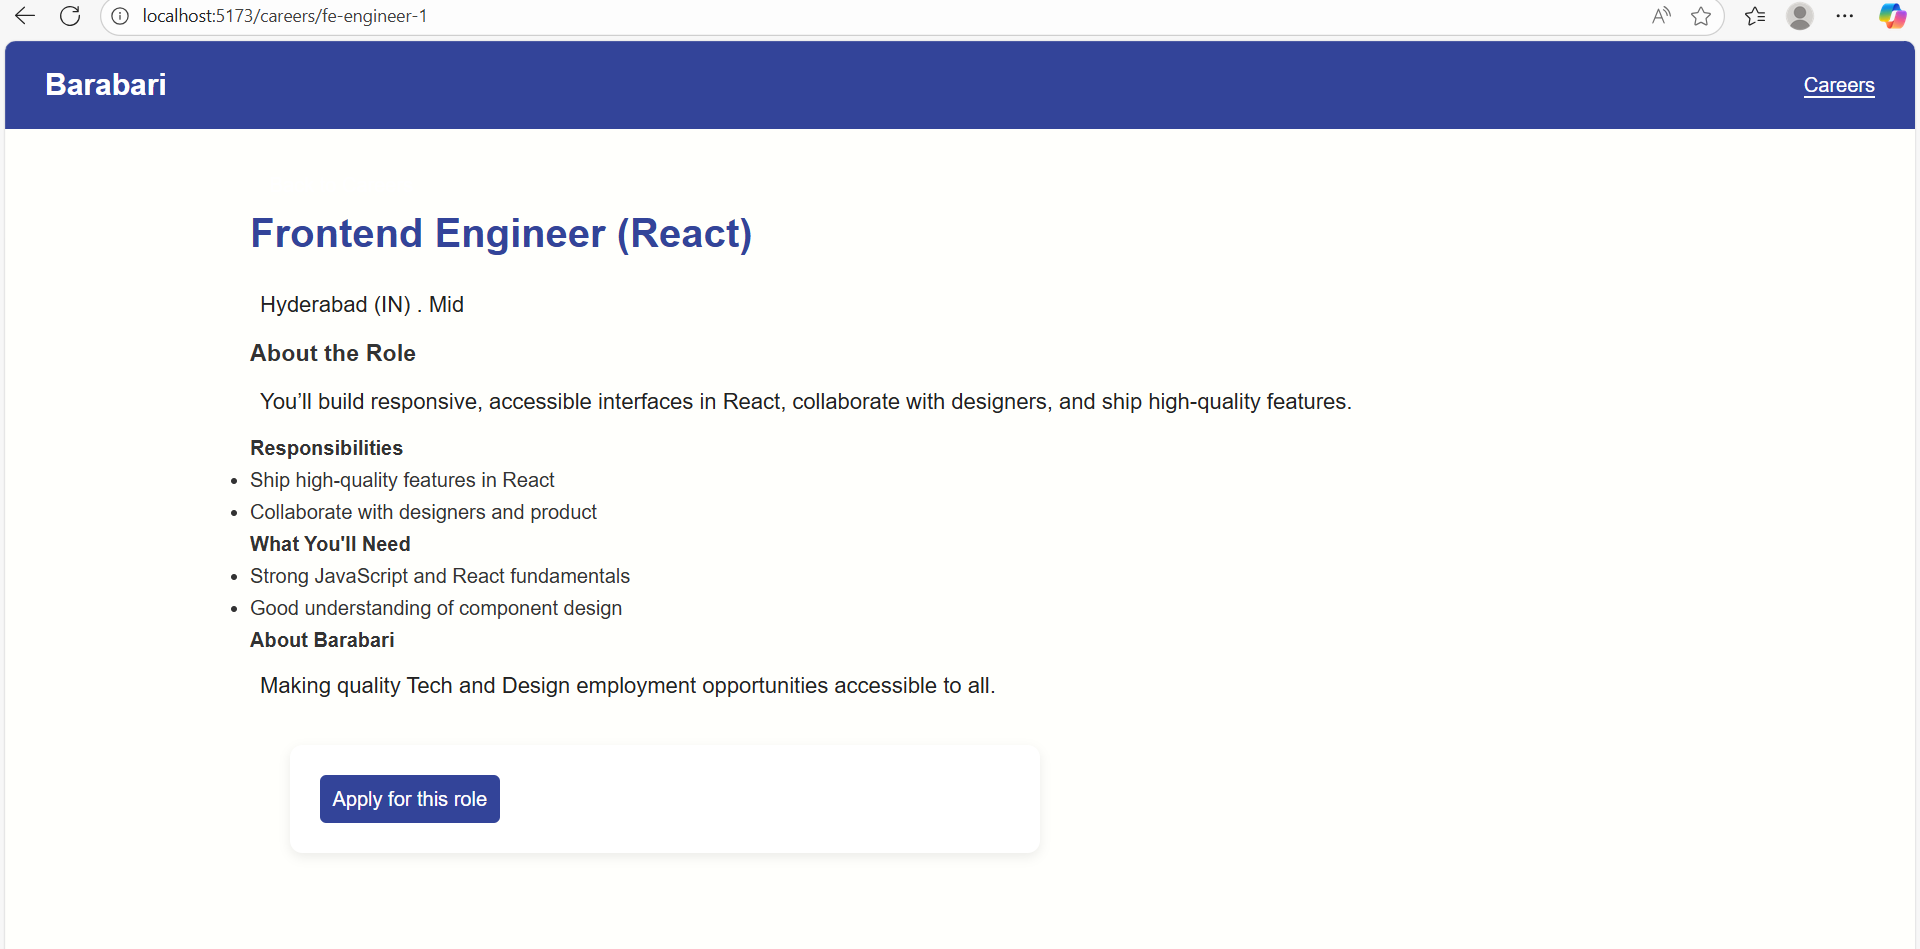 localhost:5173/careers/fe-engineer-1
Barabari
Careers
Frontend Engineer (React)
Hyderabad (IN) . Mid
About the Role
You’ll build responsive, accessible interfaces in React, collaborate with designers, and ship high-quality features.
Responsibilities
• Ship high-quality features in React
• Collaborate with designers and product
What You'll Need
• Strong JavaScript and React fundamentals
• Good understanding of component design
About Barabari
Making quality Tech and Design employment opportunities accessible to all.
Apply for this role